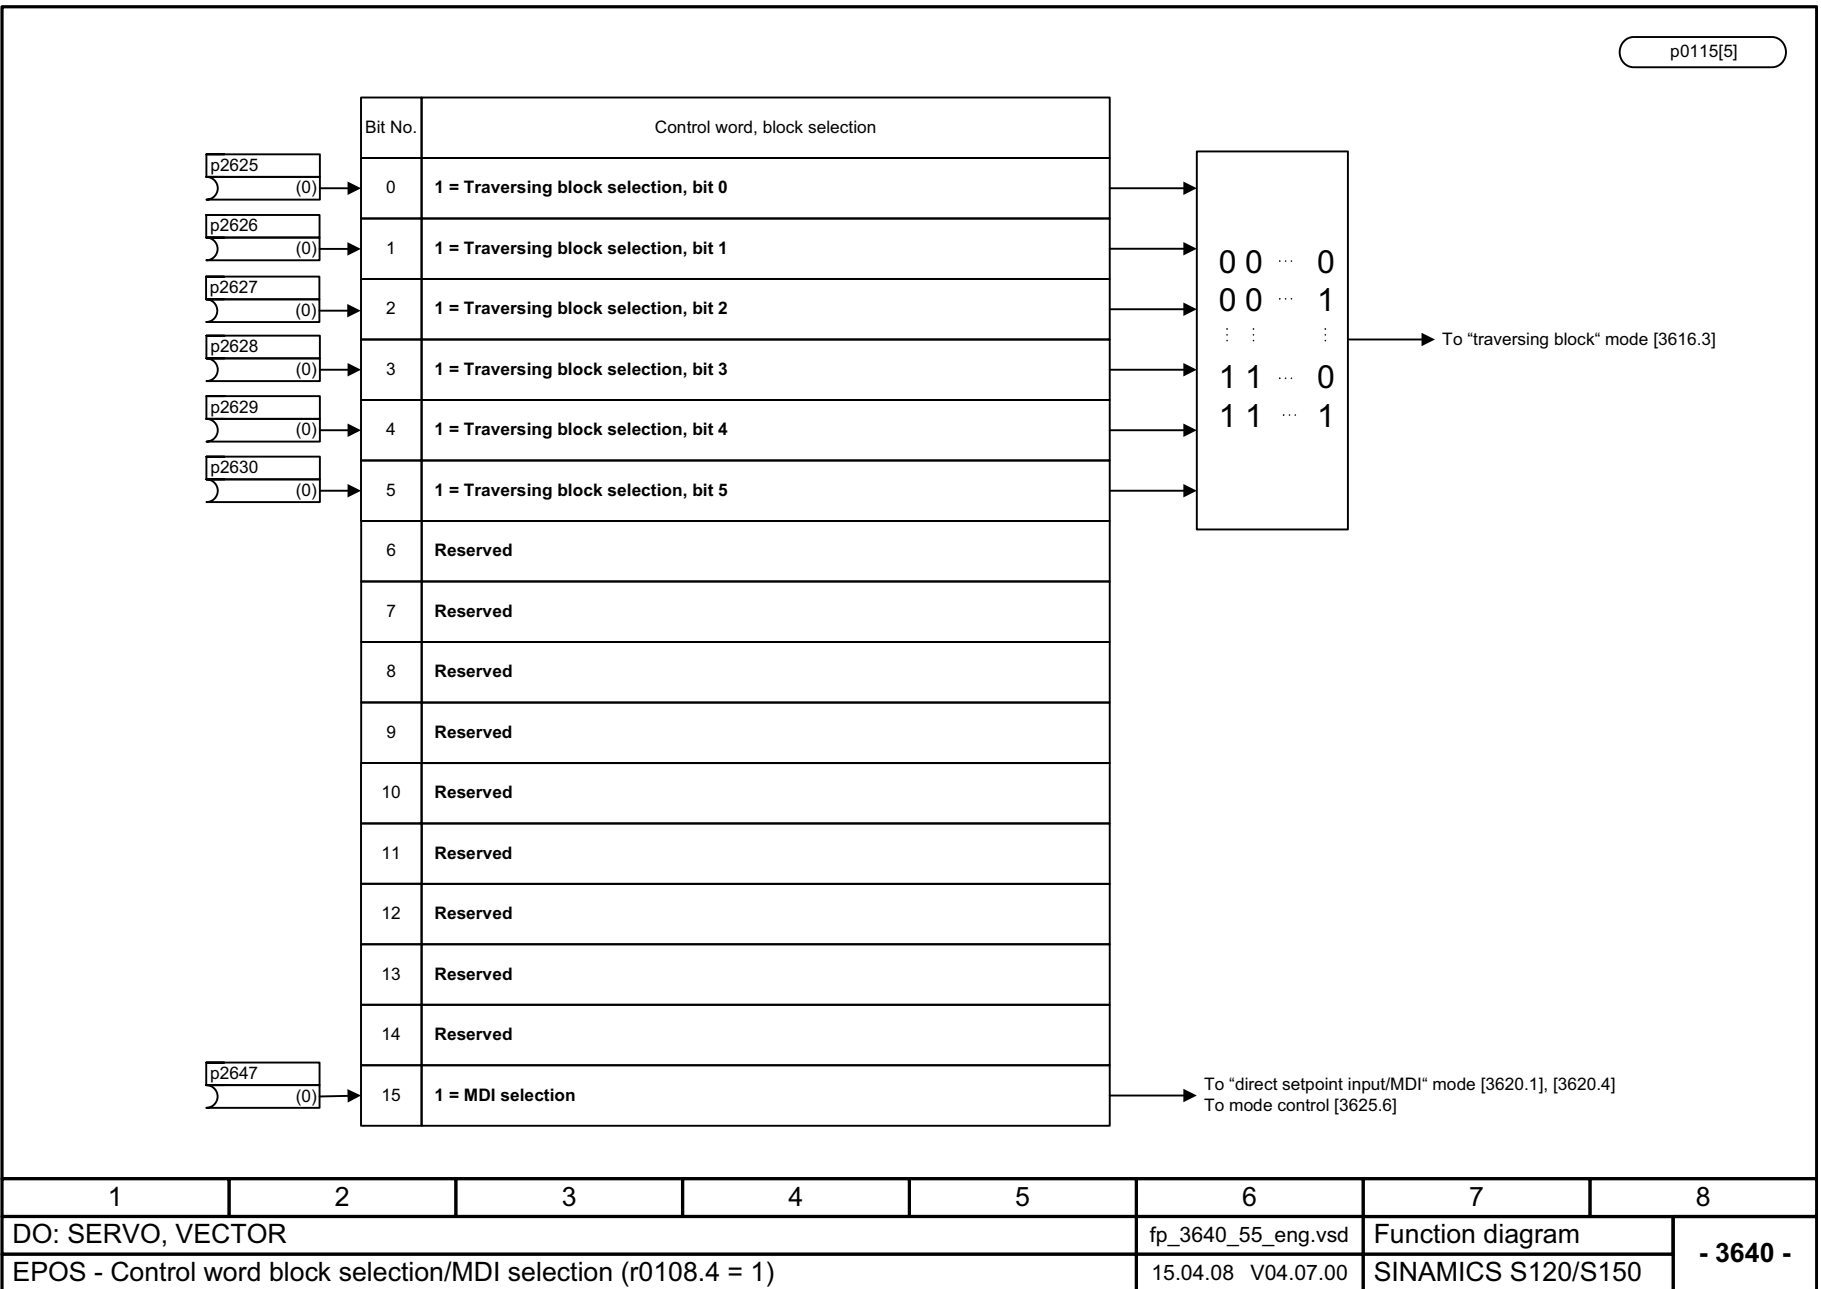 p0115[5]
Bit No. Control word, block selection
p2625
(0) 0 1 = Traversing block selection, bit 0
p2626
(0) 1 1 = Traversing block selection, bit 1
p2627
(0) 2 1 = Traversing block selection, bit 2
p2628
(0) 3 1 = Traversing block selection, bit 3
p2629
(0) 4 1 = Traversing block selection, bit 4
p2630
(0) 5 1 = Traversing block selection, bit 5
0 0 ... 0
0 0 ... 1
⋮ ⋮ ⋮
1 1 ... 0
1 1 ... 1
To “traversing block“ mode [3616.3]
6 Reserved
7 Reserved
8 Reserved
9 Reserved
10 Reserved
11 Reserved
12 Reserved
13 Reserved
14 Reserved
p2647
(0) 15 1 = MDI selection
To “direct setpoint input/MDI“ mode [3620.1], [3620.4]
To mode control [3625.6]
1 2 3 4 5 6 7 8
DO: SERVO, VECTOR fp_3640_55_eng.vsd Function diagram
- 3640 -
EPOS - Control word block selection/MDI selection (r0108.4 = 1) 15.04.08 V04.07.00 SINAMICS S120/S150